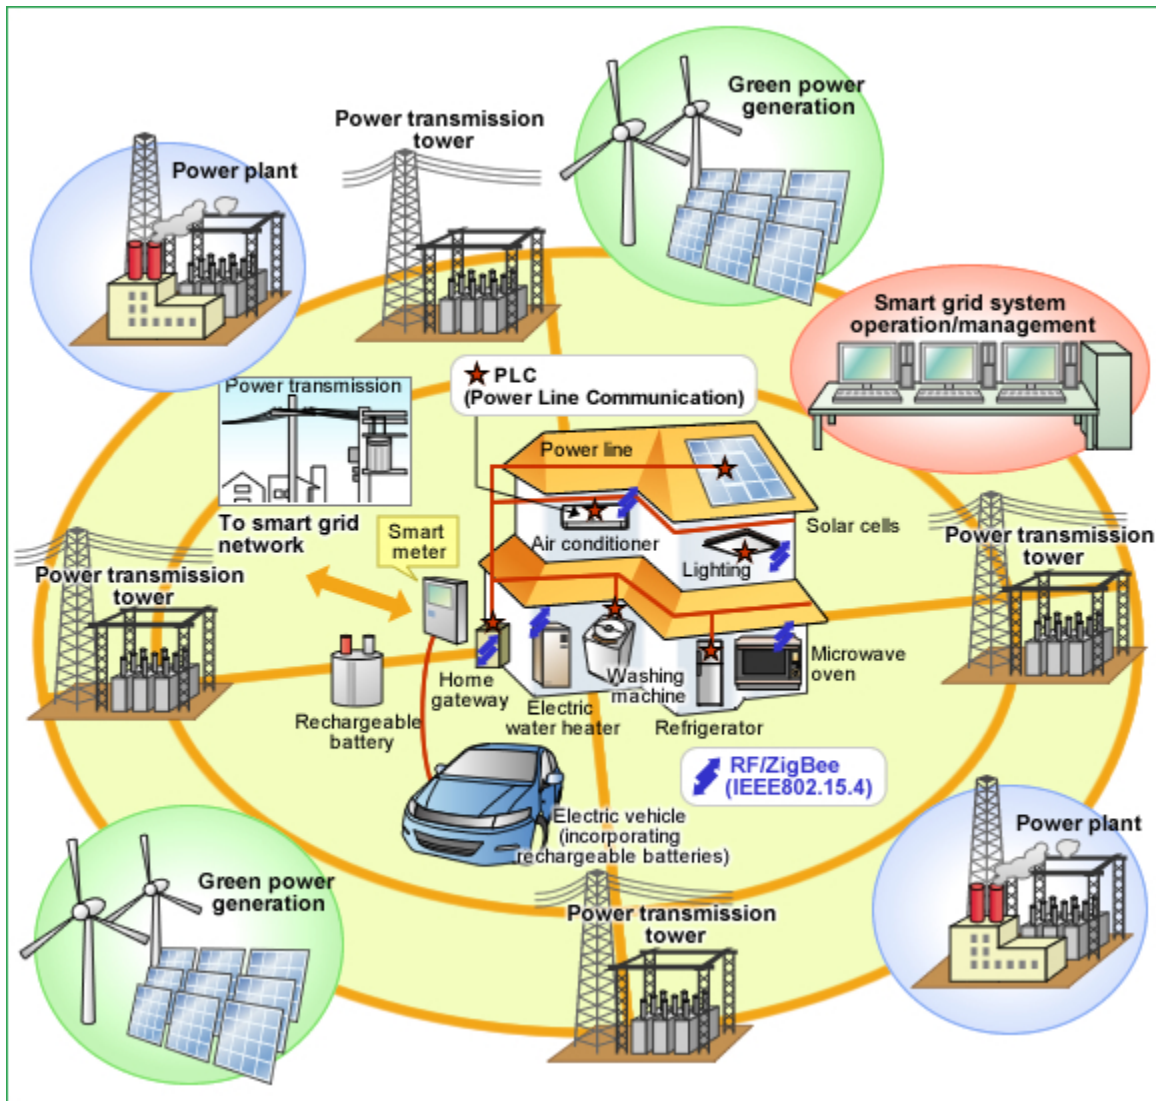 Green power
generation
Power transmission
tower
Power plant
Smart grid system
operation/management
PLC
(Power Line Communication)
Power transmission
Power line
To smart grid
network
Smart
meter
Air conditioner
Solar cells
Lighting
Power transmission
tower
Power transmission
tower
Home
gateway
Electric
water heater
Washing
machine
Refrigerator
Microwave
oven
Rechargeable
battery
RF/ZigBee
(IEEE802.15.4)
Electric vehicle
(incorporating
rechargeable batteries)
Power plant
Green power
generation
Power transmission
tower